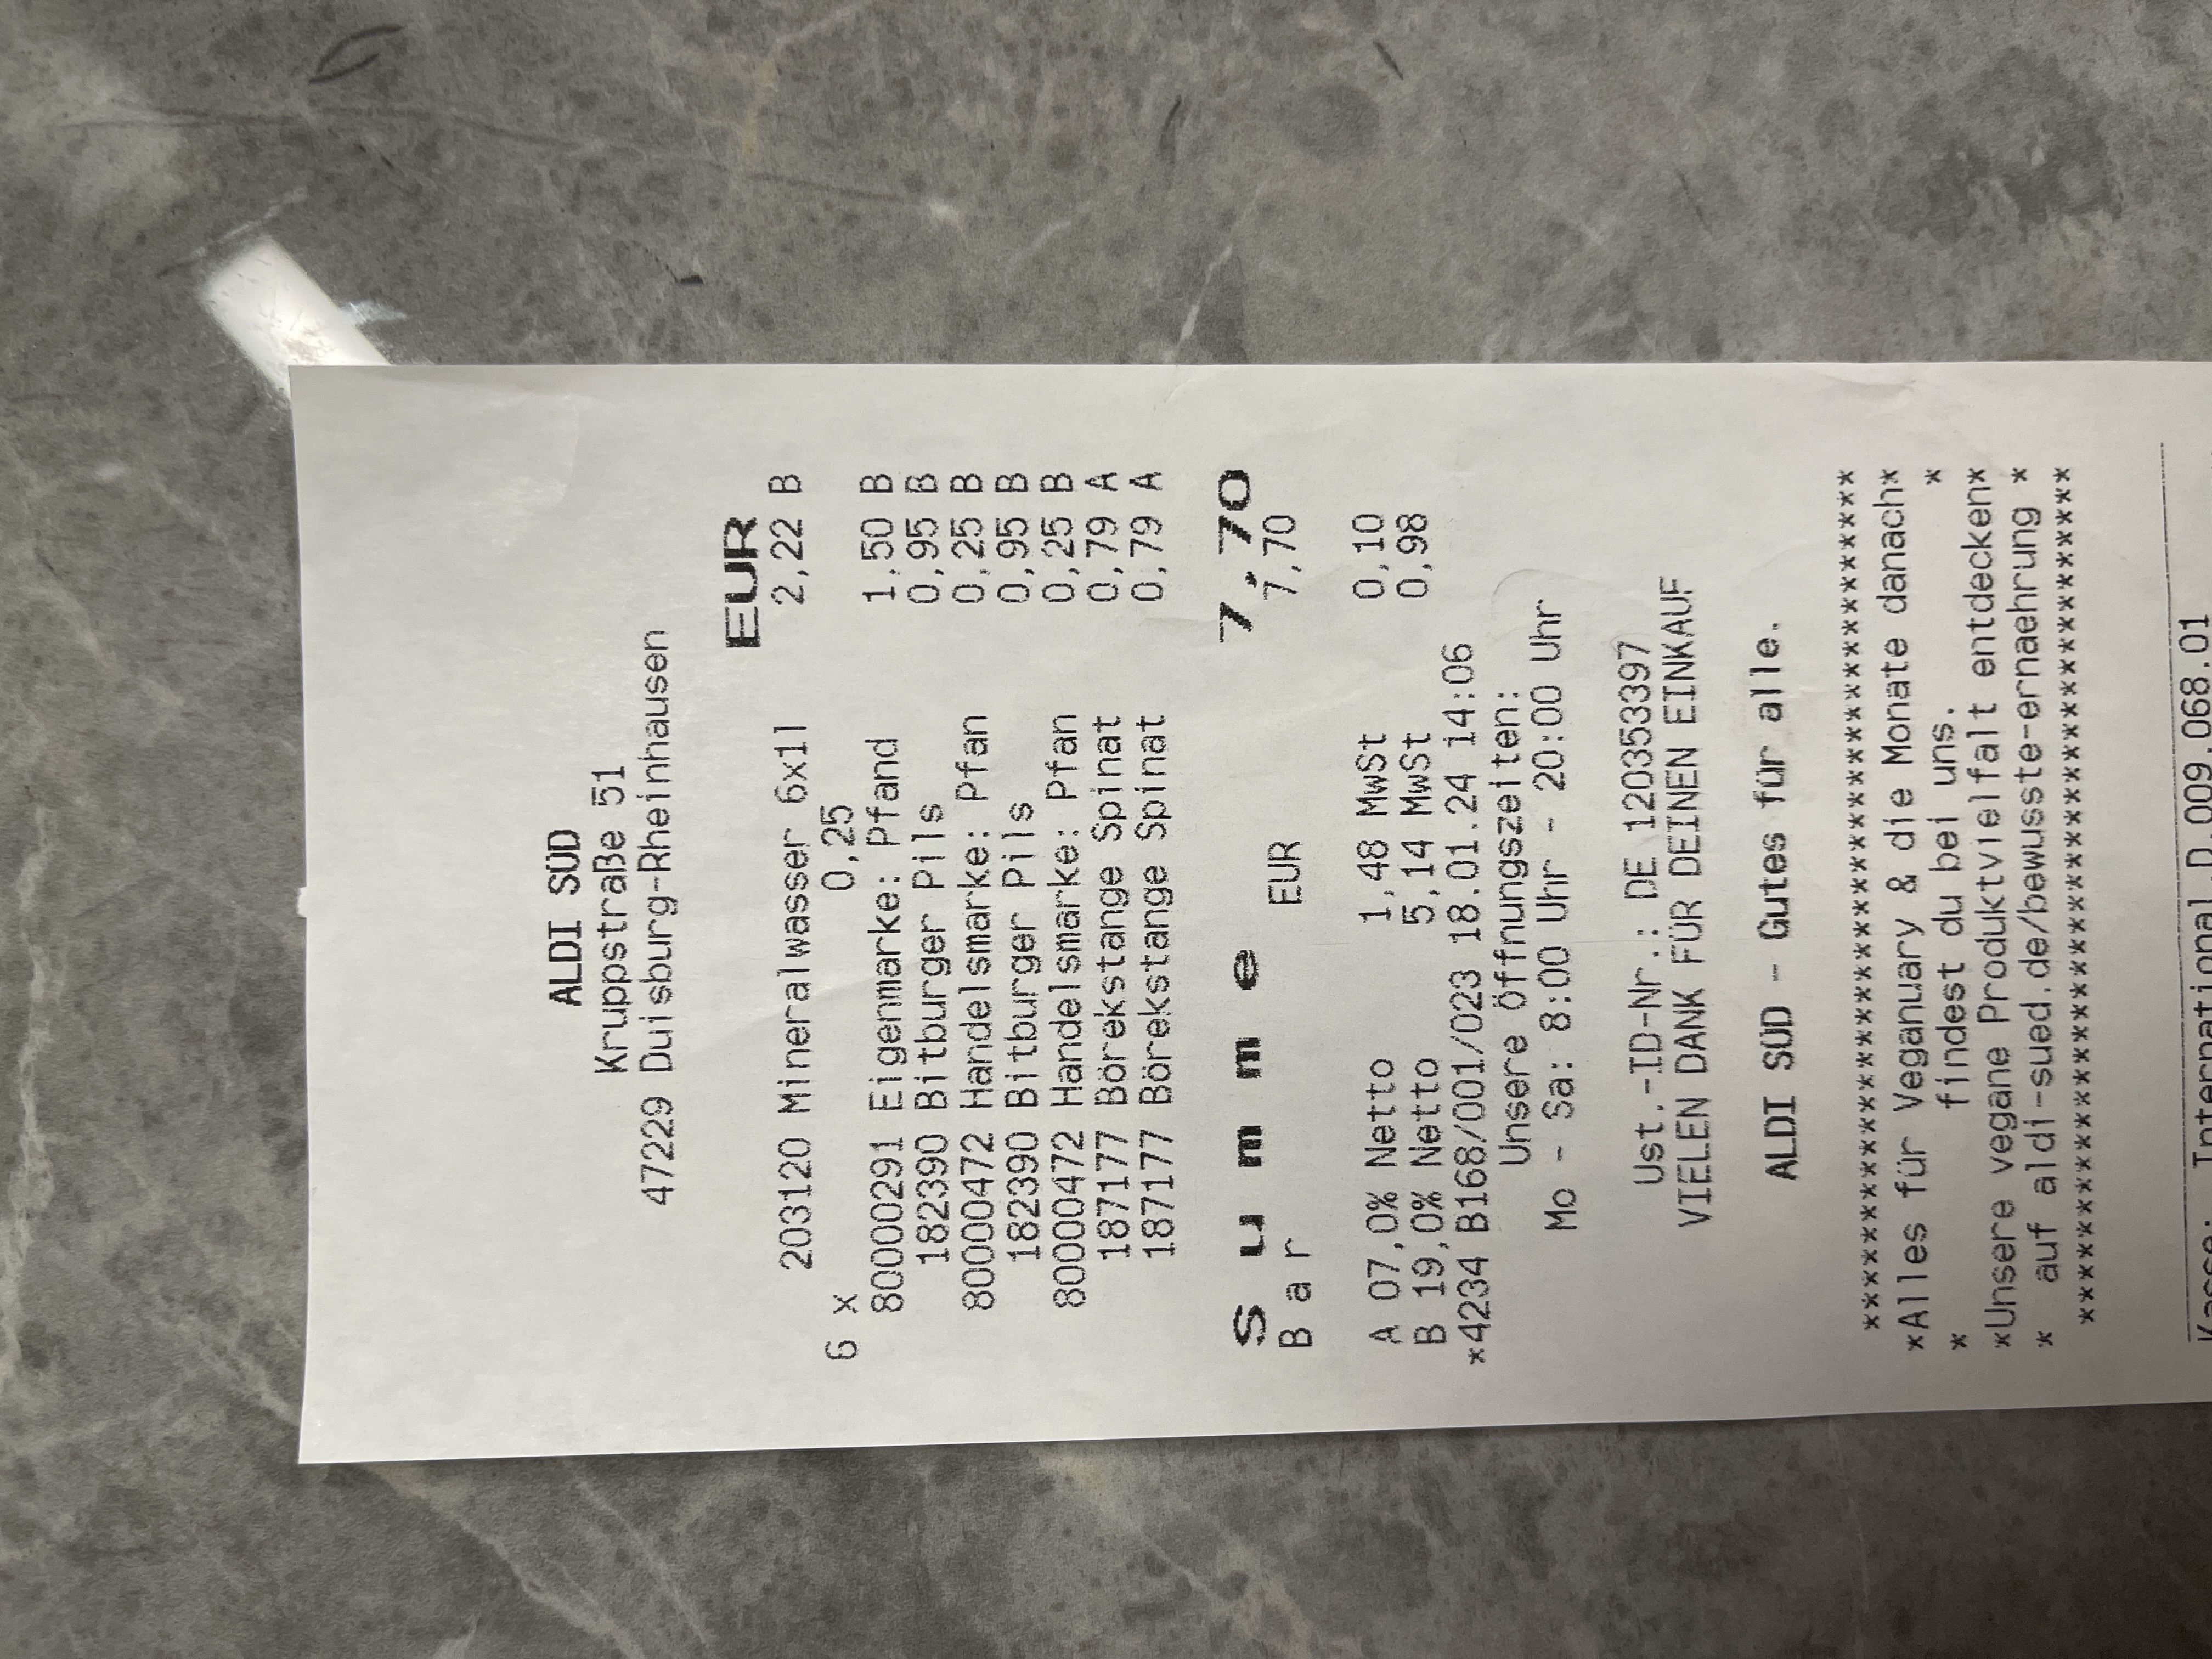 ALDI SÜD
Kruppstraße 51
47229 Duisburg-Rheinhausen
EUR
203120 Mineralwasser 6x1l 2,22 B
6 x 0,25
80000291 Eigenmarke: Pfand 1,50 B
182390 Bitburger Pils 0,95 B
80000472 Handelsmarke: Pfan 0,25 B
182390 Bitburger Pils 0,95 B
80000472 Handelsmarke: Pfan 0,25 B
187177 Börekstange Spinat 0,79 A
187177 Börekstange Spinat 0,79 A
Summe 7,70
Bar EUR 7,70
A 07,0% Netto 1,48 MwSt 0,10
B 19,0% Netto 5,14 MwSt 0,98
*4234 B168/001/023 18.01.24 14:06
Unsere Öffnungszeiten:
Mo - Sa: 8:00 Uhr - 20:00 Uhr
Ust.-ID-Nr.: DE 120353397
VIELEN DANK FÜR DEINEN EINKAUF
ALDI SÜD - Gutes für alle.
****************************************
*Alles für Veganuary & die Monate danach*
* findest du bei uns. *
*Unsere vegane Produktvielfalt entdecken*
* auf aldi-sued.de/bewusste-ernaehrung *
****************************************
Kasse: International.D.009.068.01